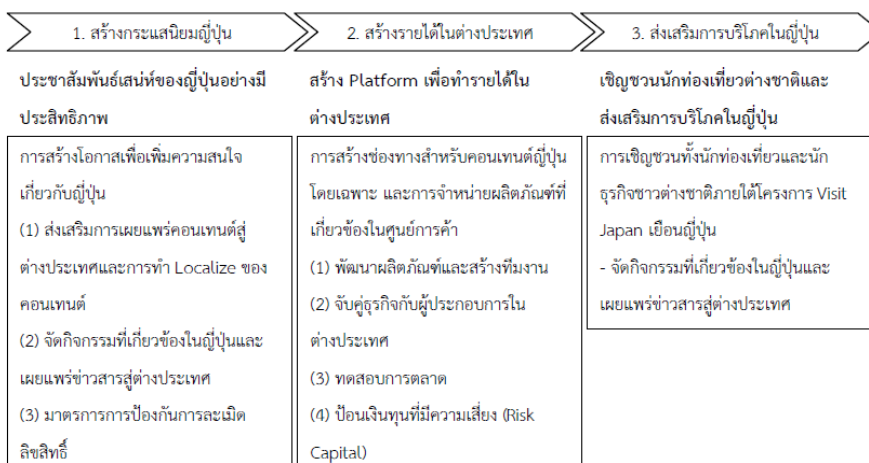 1. สร้างกระแสนิยมญี่ปุ่น
2. สร้างรายได้ในต่างประเทศ
3. ส่งเสริมการบริโภคในญี่ปุ่น
ประชาสัมพันธ์เสน่ห์ของญี่ปุ่นอย่างมี
ประสิทธิภาพ
การสร้างโอกาสเพื่อเพิ่มความสนใจ
เกี่ยวกับญี่ปุ่น
(1) ส่งเสริมการเผยแพร่คอนเทนต์สู่
ต่างประเทศและการทำ Localize ของ
คอนเทนต์
(2) จัดกิจกรรมที่เกี่ยวข้องในญี่ปุ่นและ
เผยแพร่ข่าวสารสู่ต่างประเทศ
(3) มาตรการการป้องกันการละเมิด
ลิขสิทธิ์
สร้าง Platform เพื่อทำรายได้ใน
ต่างประเทศ
การสร้างช่องทางสำหรับคอนเทนต์ญี่ปุ่น
โดยเฉพาะ และการจำหน่ายผลิตภัณฑ์ที่
เกี่ยวข้องในศูนย์การค้า
(1) พัฒนาผลิตภัณฑ์และสร้างทีมงาน
(2) จับคู่ธุรกิจกับผู้ประกอบการใน
ต่างประเทศ
(3) ทดสอบการตลาด
(4) ป้อนเงินทุนที่มีความเสี่ยง (Risk
Capital)
เชิญชวนนักท่องเที่ยวต่างชาติและ
ส่งเสริมการบริโภคในญี่ปุ่น
การเชิญชวนทั้งนักท่องเที่ยวและนัก
ธุรกิจชาวต่างชาติภายใต้โครงการ Visit
Japan เยือนญี่ปุ่น
- จัดกิจกรรมที่เกี่ยวข้องในญี่ปุ่นและ
เผยแพร่ข่าวสารสู่ต่างประเทศ